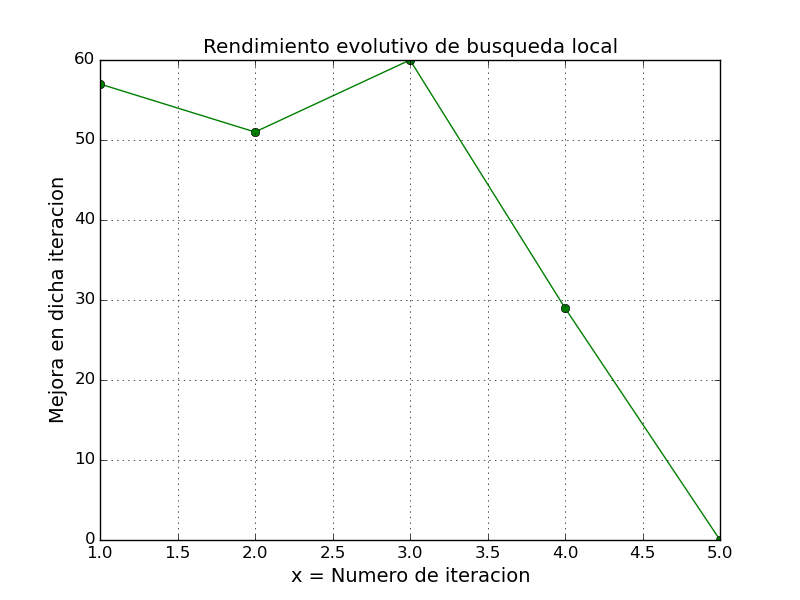 Rendimiento evolutivo de busqueda local
60
50
40
30
20
10
0
Mejora en dicha iteracion
1.0 1.5 2.0 2.5 3.0 3.5 4.0 4.5 5.0
x = Numero de iteracion